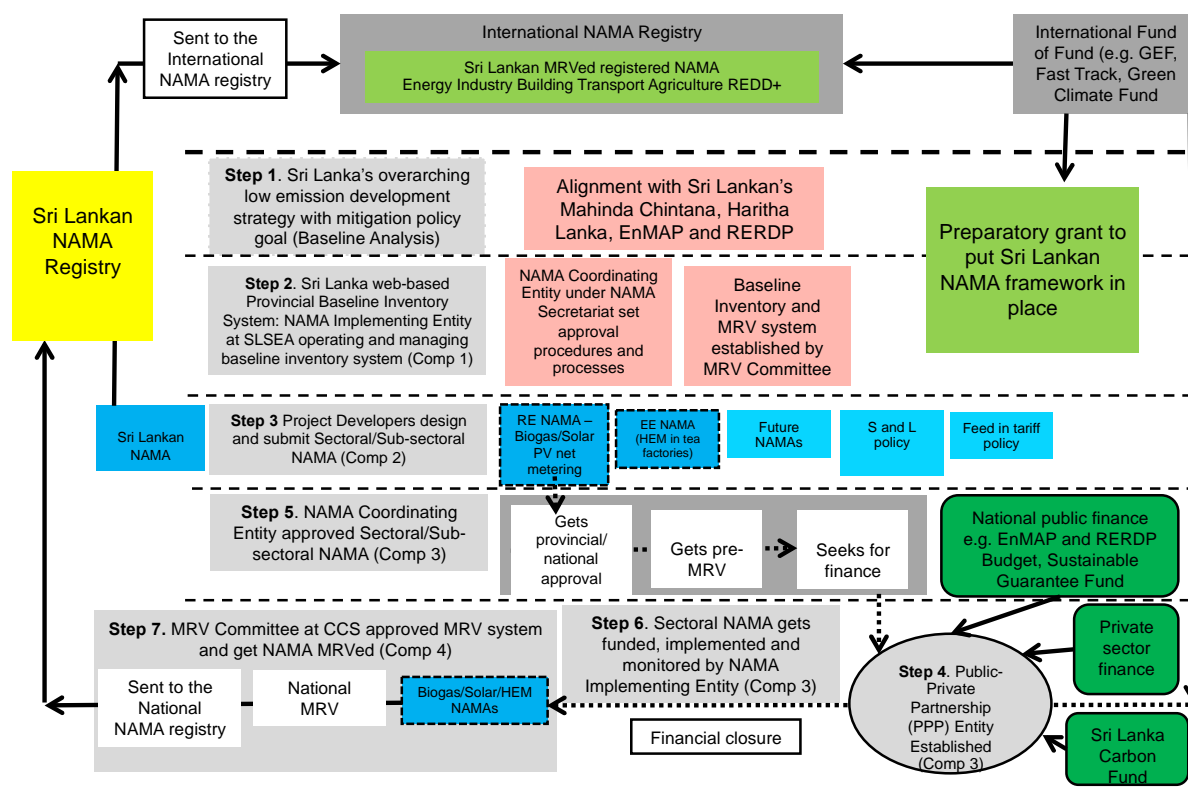 Sent to the
International
NAMA registry
International NAMA Registry
Sri Lankan MRVed registered NAMA
Energy Industry Building Transport Agriculture REDD+
International Fund
of Fund (e.g. GEF,
Fast Track, Green
Climate Fund
Sri Lankan
NAMA
Registry
Step 1. Sri Lanka's overarching
low emission development
strategy with mitigation policy
goal (Baseline Analysis)
Alignment with Sri Lankan's
Mahinda Chintana, Haritha
Lanka, EnMAP and RERDP
Preparatory grant to
put Sri Lankan
NAMA framework in
place
Step 2. Sri Lanka web-based
Provincial Baseline Inventory
System: NAMA Implementing Entity
at SLSEA operating and managing
baseline inventory system (Comp 1)
NAMA Coordinating
Entity under NAMA
Secretariat set
approval
procedures and
processes
Baseline
Inventory and
MRV system
established by
MRV Committee
Sri Lankan
NAMA
Step 3 Project Developers design
and submit Sectoral/Sub-sectoral
NAMA (Comp 2)
RE NAMA –
Biogas/Solar
PV net
metering
EE NAMA
(HEM in tea
factories)
Future
NAMAs
S and L
policy
Feed in tariff
policy
Step 5. NAMA Coordinating
Entity approved Sectoral/Sub-
sectoral NAMA (Comp 3)
Gets
provincial/
national
approval
Gets pre-
MRV
Seeks for
finance
National public finance
e.g. EnMAP and RERDP
Budget, Sustainable
Guarantee Fund
Step 7. MRV Committee at CCS approved MRV system
and get NAMA MRVed (Comp 4)
Sent to the
National
NAMA registry
National
MRV
Biogas/Solar/HEM
NAMAs
Step 6. Sectoral NAMA gets
funded, implemented and
monitored by NAMA
Implementing Entity (Comp 3)
Financial closure
Step 4. Public-
Private
Partnership
(PPP) Entity
Established
(Comp 3)
Private
sector
finance
Sri Lanka
Carbon
Fund